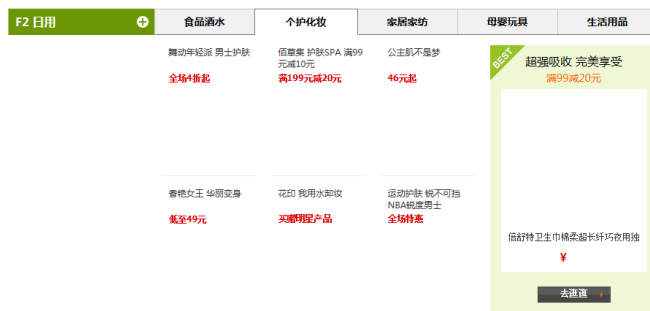 F2 日用
食品酒水
个护化妆
家居家纺
母婴玩具
生活用品
舞动年轻派 男士护肤
全场4折起
佰草集 护肤SPA 满99
元减10元
满199元减20元
公主肌不是梦
46元起
香艳女王 华丽变身
低至49元
花印 我用水卸妆
买赠明星产品
运动护肤 锐不可挡
NBA锐度男士
全场特惠
BEST
超强吸收 完美享受
满99减20元
倍舒特卫生巾棉柔超长纤巧夜用独
¥
去逛逛